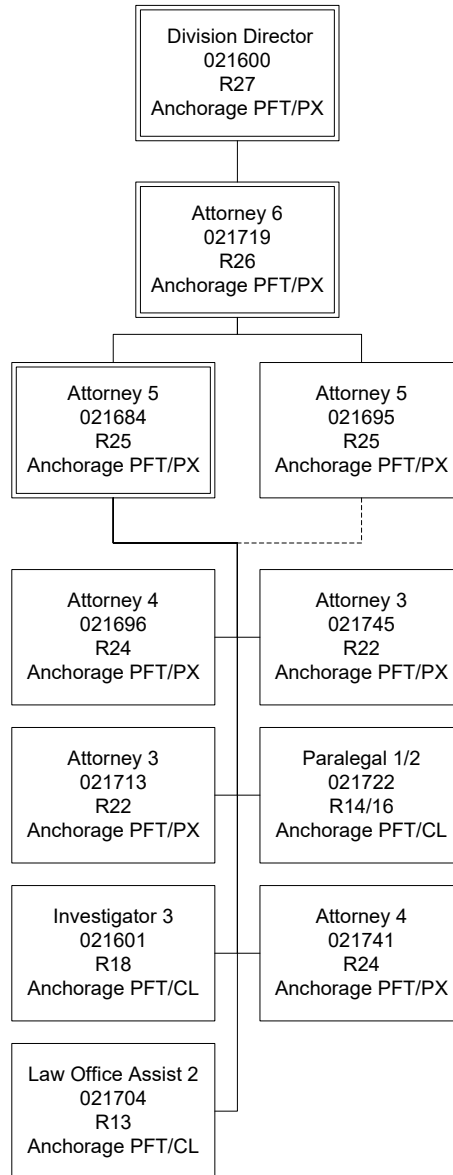 Division Director
021600
R27
Anchorage PFT/PX
Attorney 6
021719
R26
Anchorage PFT/PX
Attorney 5
021684
R25
Anchorage PFT/PX
Attorney 5
021695
R25
Anchorage PFT/PX
Attorney 4
021696
R24
Anchorage PFT/PX
Attorney 3
021745
R22
Anchorage PFT/PX
Attorney 3
021713
R22
Anchorage PFT/PX
Paralegal 1/2
021722
R14/16
Anchorage PFT/CL
Investigator 3
021601
R18
Anchorage PFT/CL
Attorney 4
021741
R24
Anchorage PFT/PX
Law Office Assist 2
021704
R13
Anchorage PFT/CL